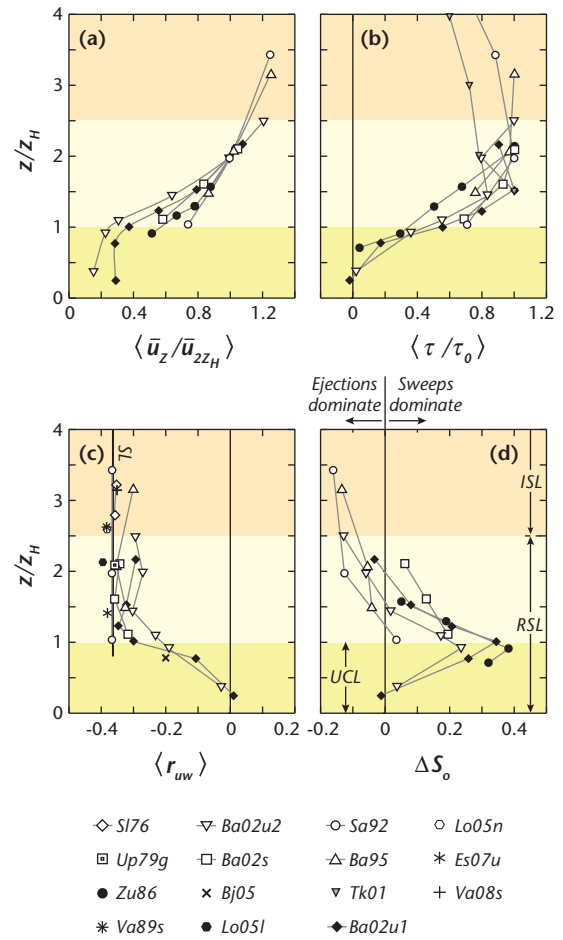 (a)
(b)
4
3
2
1
0
z/z_H
0 0.4 0.8 1.2
0 0.4 0.8 1.2
⟨ū_Z/ū_2Z_H⟩
⟨τ/τ_0⟩
Ejections dominate
Sweeps dominate
(c)
SL
(d)
ISL
RSL
UCL
4
3
2
1
0
z/z_H
-0.4 -0.2 0 0.2
-0.2 0 0.2 0.4
⟨r_uw⟩
ΔS_o
Sl76
Ba02u2
Sa92
Lo05n
Up79g
Ba02s
Ba95
Es07u
Zu86
Bj05
Tk01
Va08s
Va89s
Lo05l
Ba02u1